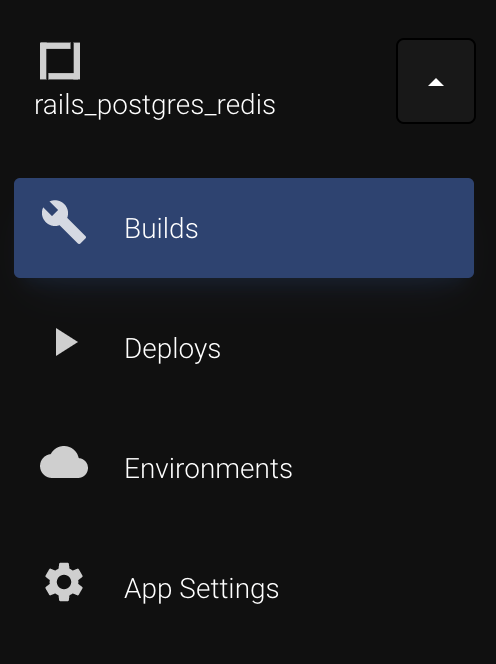 rails_postgres_redis
Builds
Deploys
Environments
App Settings